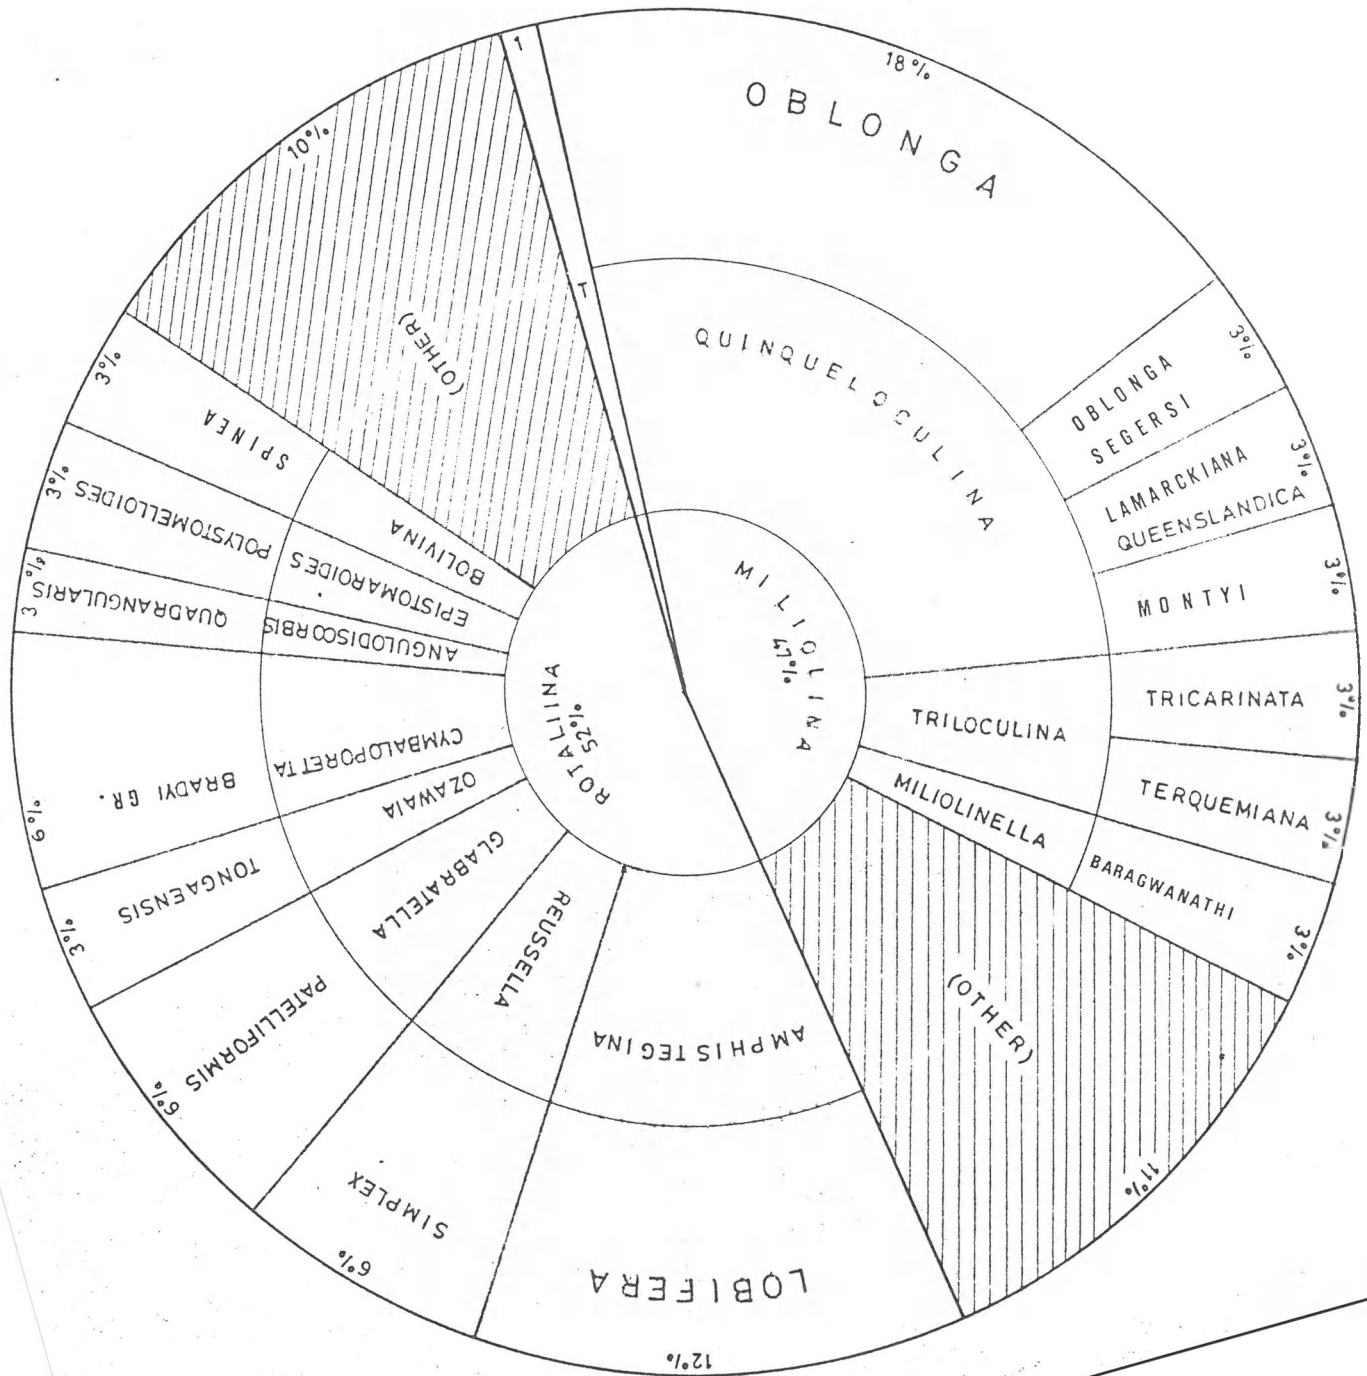 1
T
18%
OBLONGA
QUINQUELOCULINA
3%
OBLONGA
SEGERSI
3%
LAMARCKIANA
QUEENSLANDICA
3%
MONTYI
MILIOLINA
47%
TRILOCULINA
3%
TRICARINATA
3%
TERQUEMIANA
MILIOLINELLA
BARAGWANATHI
3%
(OTHER)
11%
ROTALIINA
52%
AMPHISTEGINA
LOBIFERA
12%
REUSSELLA
SIMPLEX
6%
GLABRATELLA
PATELLIFORMIS
6%
OZAWAIA
TONGAENSIS
3%
CYMBALOPORETTA
BRADYI GR.
6%
ANGULODISCORBIS
QUADRANGULARIS
3%
EPISTOMAROIDES
POLYSTOMELLOIDES
3%
BOLIVINA
SPINEA
3%
(OTHER)
10%